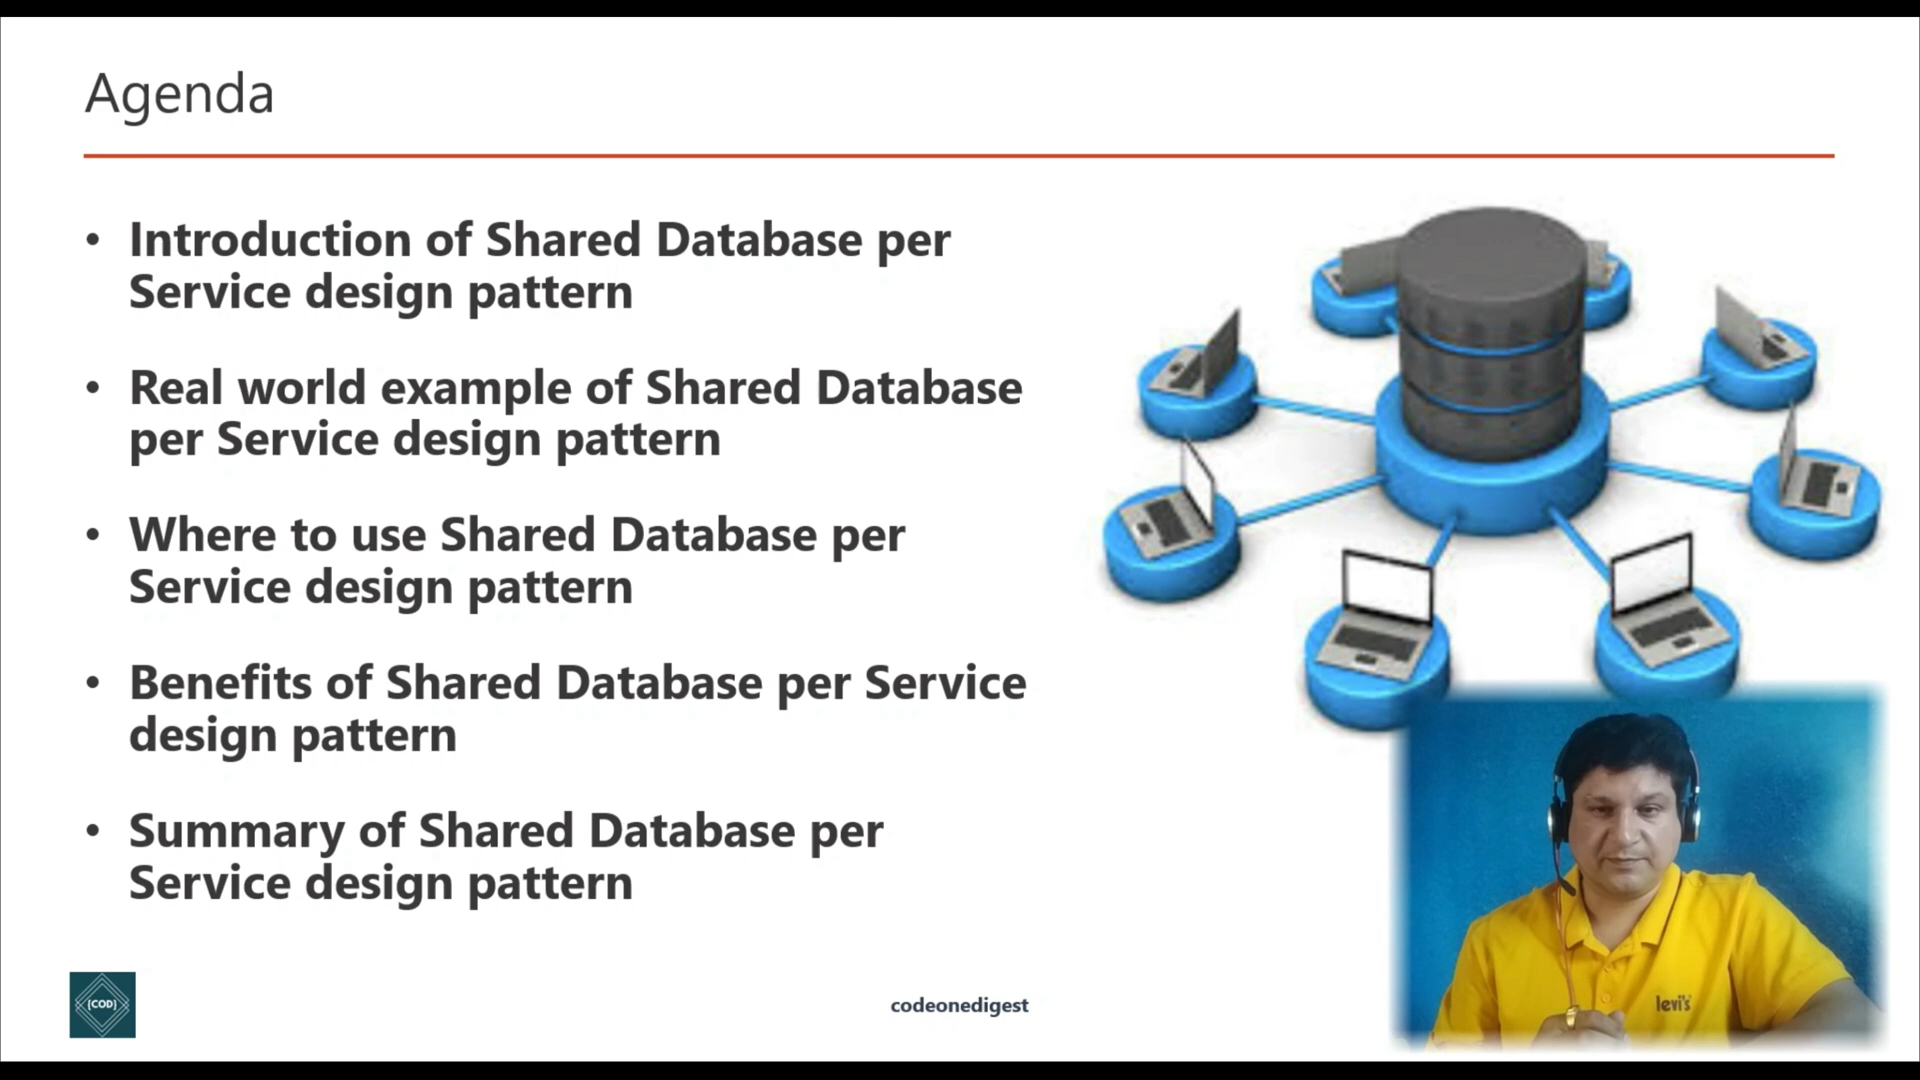 Agenda
• Introduction of Shared Database per
Service design pattern
• Real world example of Shared Database
per Service design pattern
• Where to use Shared Database per
Service design pattern
• Benefits of Shared Database per Service
design pattern
• Summary of Shared Database per
Service design pattern
{COD}
codeonedigest
levi's